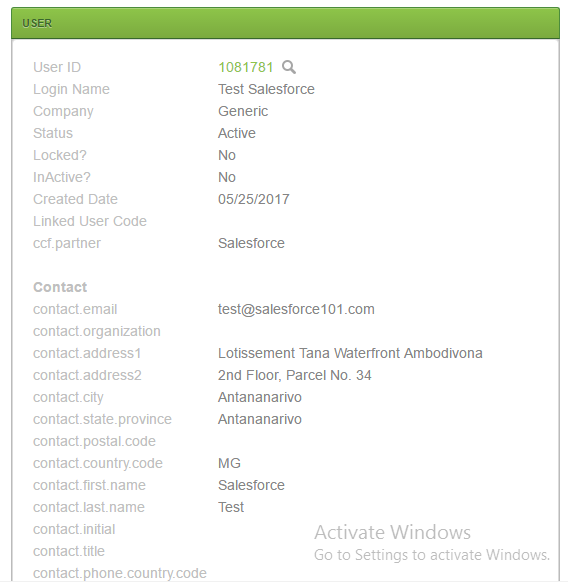 USER
User ID 1081781
Login Name Test Salesforce
Company Generic
Status Active
Locked? No
InActive? No
Created Date 05/25/2017
Linked User Code
ccf.partner Salesforce
Contact
contact.email test@salesforce101.com
contact.organization
contact.address1 Lotissement Tana Waterfront Ambodivona
contact.address2 2nd Floor, Parcel No. 34
contact.city Antananarivo
contact.state.province Antananarivo
contact.postal.code
contact.country.code MG
contact.first.name Salesforce
contact.last.name Test
contact.initial
contact.title
contact.phone.country.code
Activate Windows
Go to Settings to activate Windows.